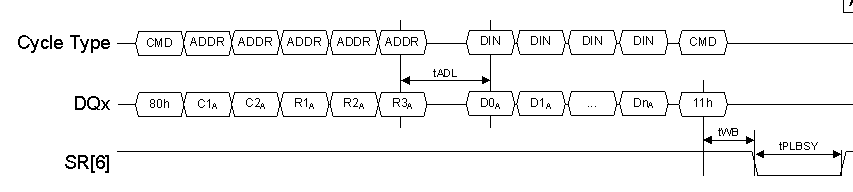 Cycle Type CMD ADDR ADDR ADDR ADDR ADDR DIN DIN DIN DIN CMD
tADL
DQx 80h C1A C2A R1A R2A R3A D0A D1A ... DnA 11h
tWB
tPLBSY
SR[6]